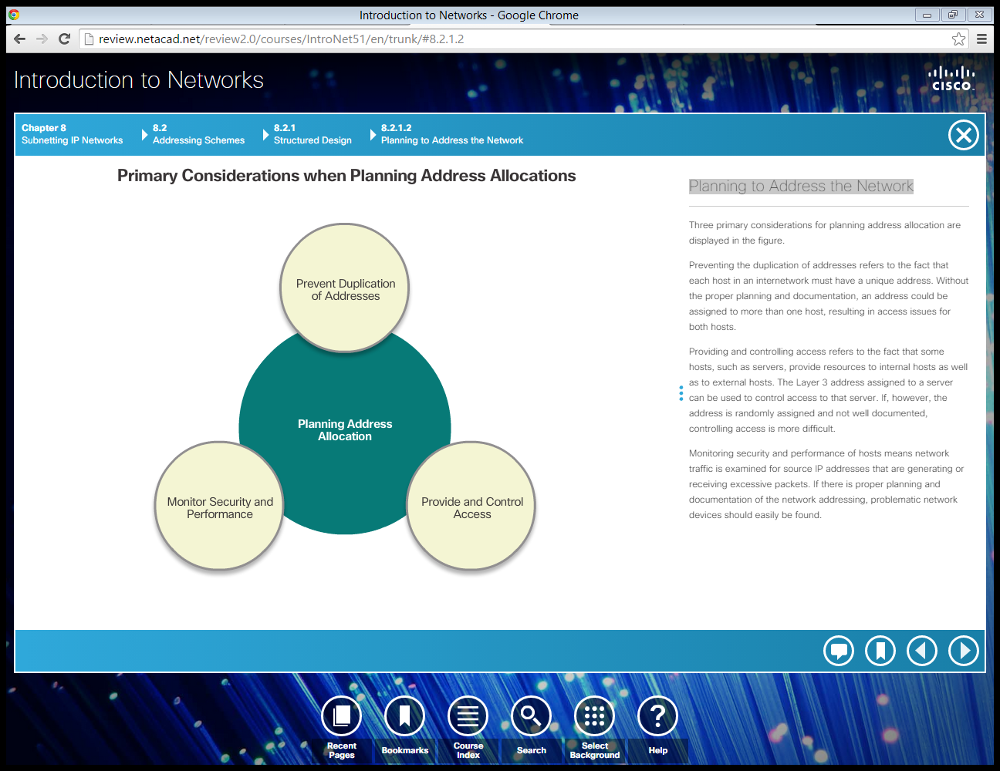 Introduction to Networks - Google Chrome
review.netacad.net/review2.0/courses/IntroNet51/en/trunk/#8.2.1.2
Introduction to Networks
CISCO.
Chapter 8
Subnetting IP Networks
8.2
Addressing Schemes
8.2.1
Structured Design
8.2.1.2
Planning to Address the Network
Primary Considerations when Planning Address Allocations
Prevent Duplication
of Addresses
Planning Address
Allocation
Monitor Security and
Performance
Provide and Control
Access
Planning to Address the Network
Three primary considerations for planning address allocation are
displayed in the figure.
Preventing the duplication of addresses refers to the fact that
each host in an internetwork must have a unique address. Without
the proper planning and documentation, an address could be
assigned to more than one host, resulting in access issues for
both hosts.
Providing and controlling access refers to the fact that some
hosts, such as servers, provide resources to internal hosts as well
as to external hosts. The Layer 3 address assigned to a server
can be used to control access to that server. If, however, the
address is randomly assigned and not well documented,
controlling access is more difficult.
Monitoring security and performance of hosts means network
traffic is examined for source IP addresses that are generating or
receiving excessive packets. If there is proper planning and
documentation of the network addressing, problematic network
devices should easily be found.
Recent
Pages
Bookmarks
Course
Index
Search
Select
Background
Help